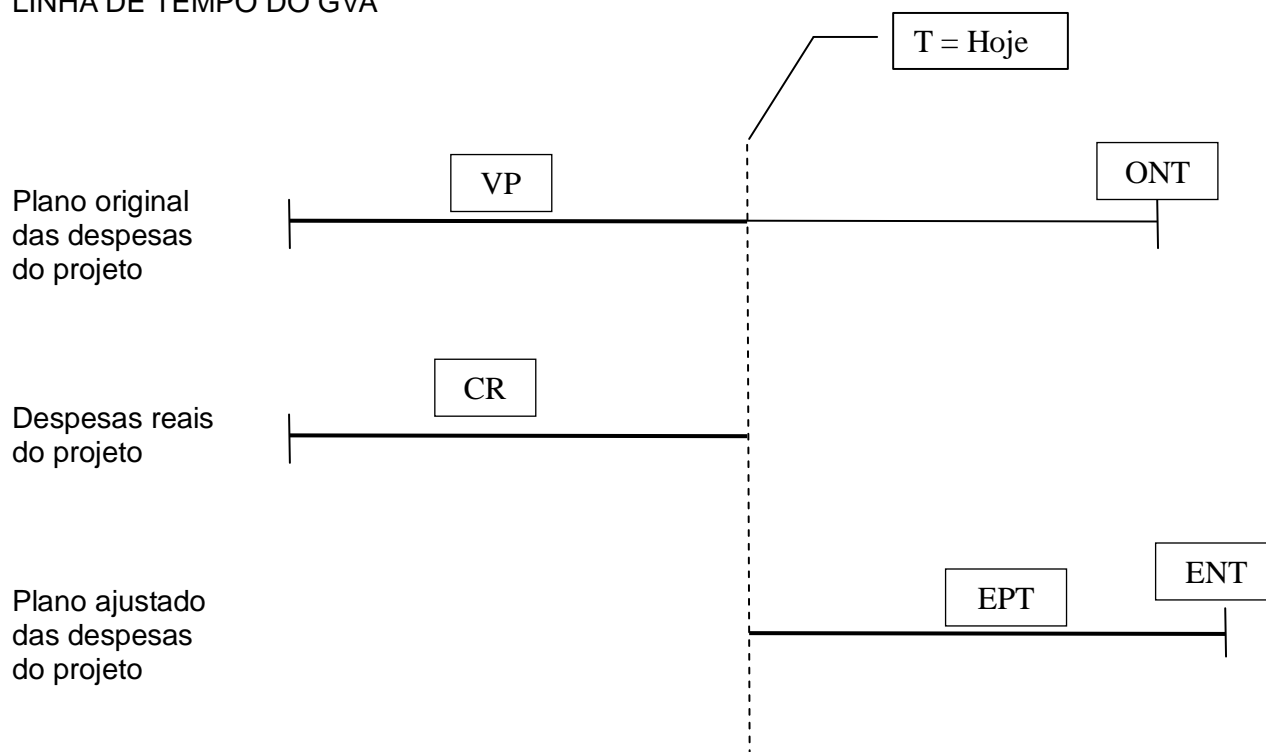 LINHA DE TEMPO DO GVA
T = Hoje
VP
ONT
Plano original
das despesas
do projeto
CR
Despesas reais
do projeto
EPT
ENT
Plano ajustado
das despesas
do projeto